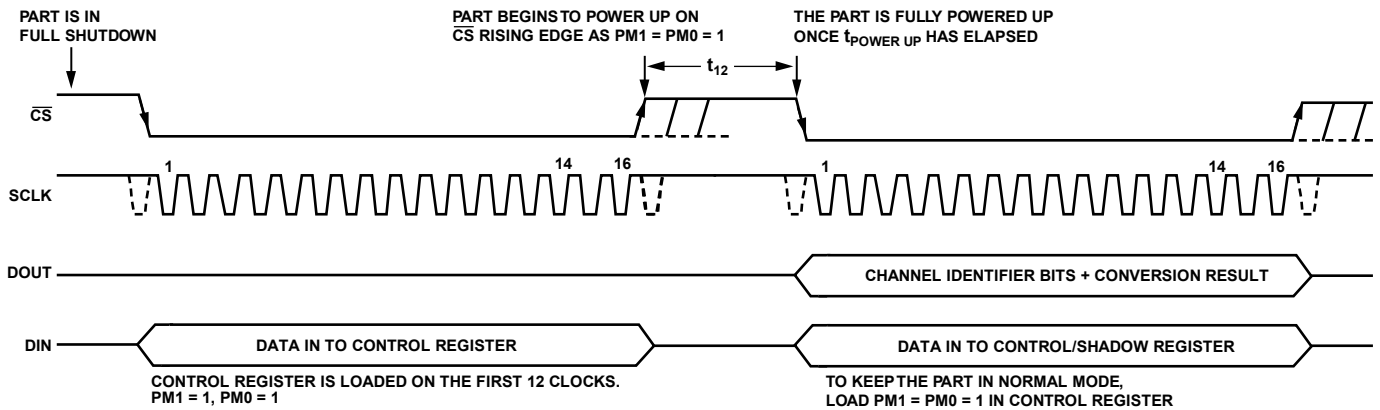 PART IS IN
FULL SHUTDOWN
PART BEGINS TO POWER UP ON
CS RISING EDGE AS PM1 = PM0 = 1
THE PART IS FULLY POWERED UP
ONCE tPOWER UP HAS ELAPSED
t12
CS
1
14
16
1
14
16
SCLK
DOUT
CHANNEL IDENTIFIER BITS + CONVERSION RESULT
DIN
DATA IN TO CONTROL REGISTER
DATA IN TO CONTROL/SHADOW REGISTER
CONTROL REGISTER IS LOADED ON THE FIRST 12 CLOCKS.
PM1 = 1, PM0 = 1
TO KEEP THE PART IN NORMAL MODE,
LOAD PM1 = PM0 = 1 IN CONTROL REGISTER